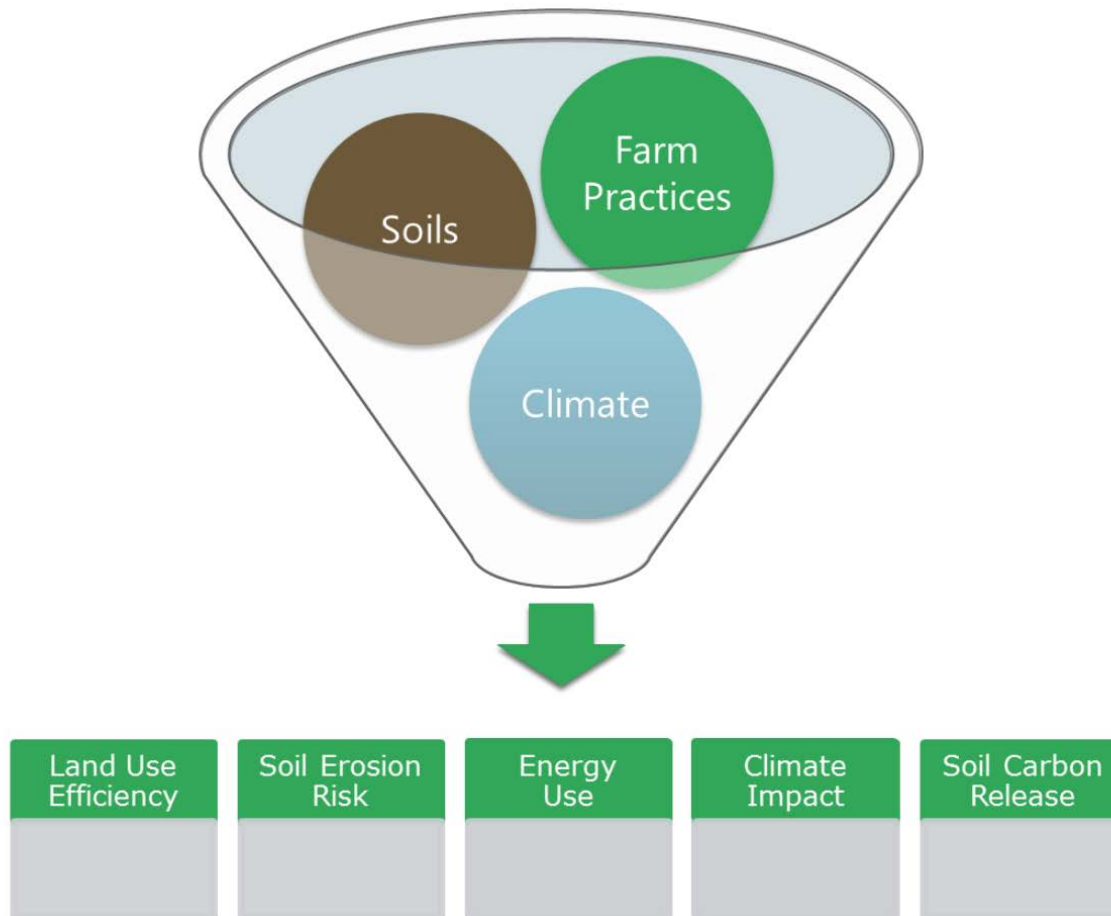 Farm
Practices
Soils
Climate
Land Use
Efficiency
Soil Erosion
Risk
Energy
Use
Climate
Impact
Soil Carbon
Release